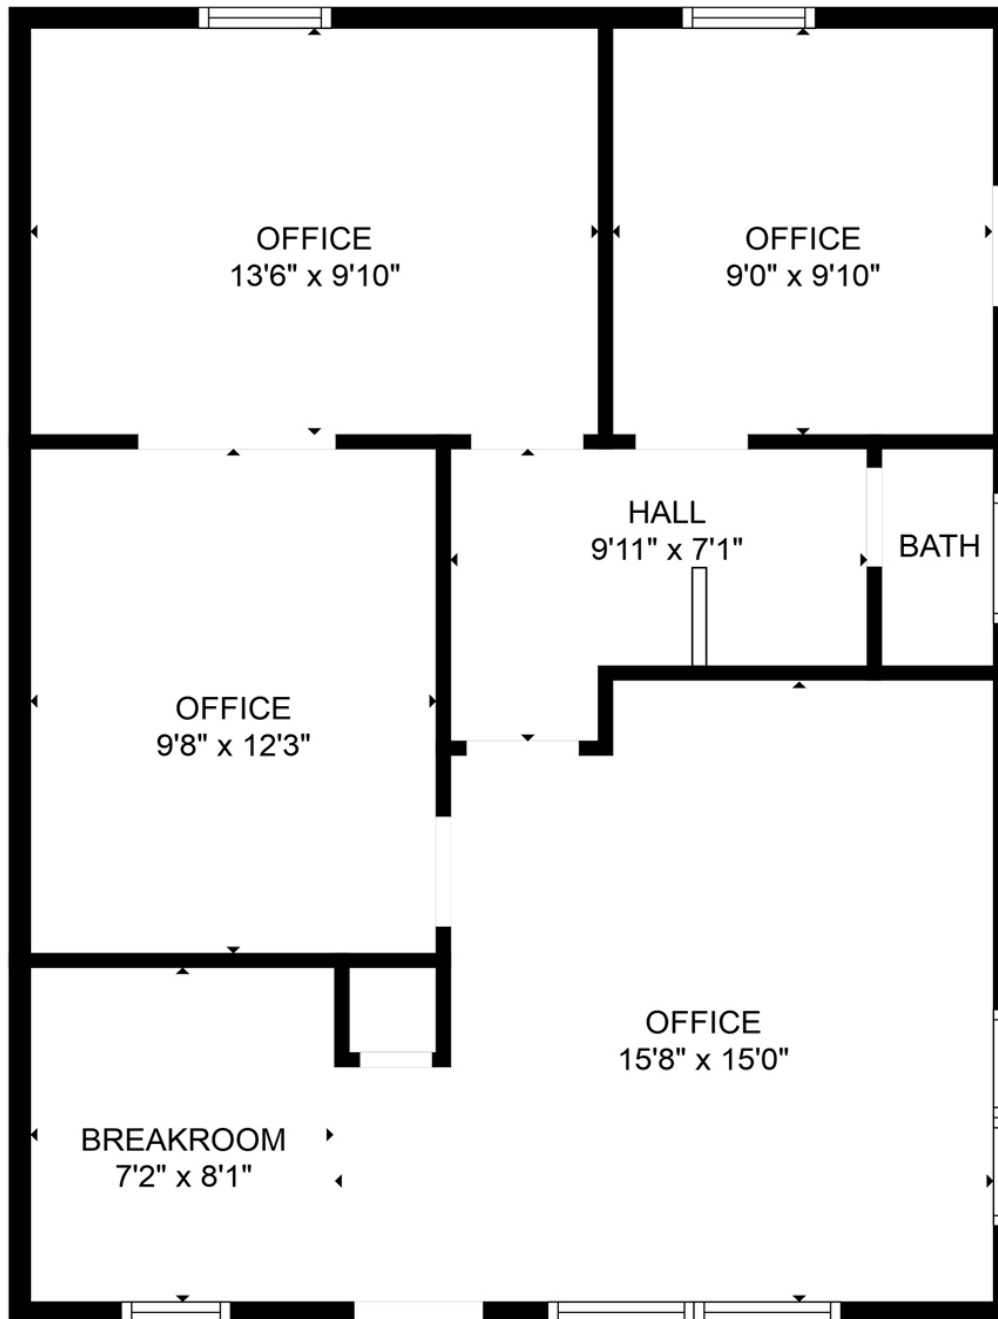 OFFICE
13'6" x 9'10"
OFFICE
9'0" x 9'10"
HALL
9'11" x 7'1"
BATH
OFFICE
9'8" x 12'3"
OFFICE
15'8" x 15'0"
BREAKROOM
7'2" x 8'1"